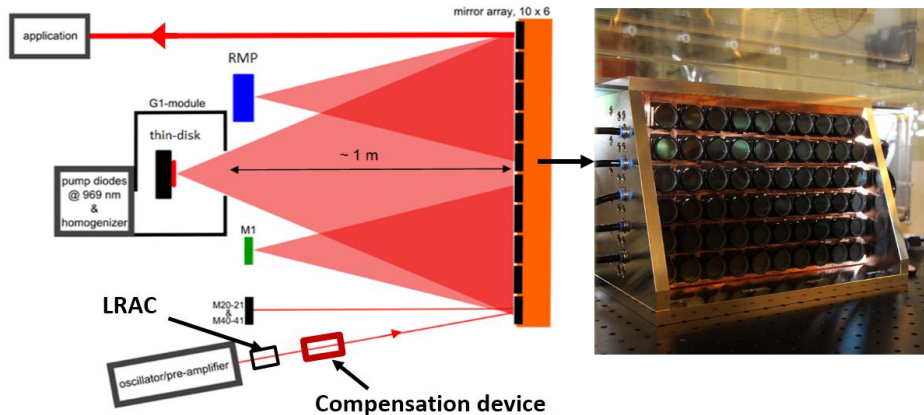 mirror array, 10 x 6
application
RMP
G1-module
thin-disk
~ 1 m
pump diodes
@ 969 nm
&
homogenizer
M1
M20-21
&
M40-41
LRAC
oscillator/pre-amplifier
Compensation device